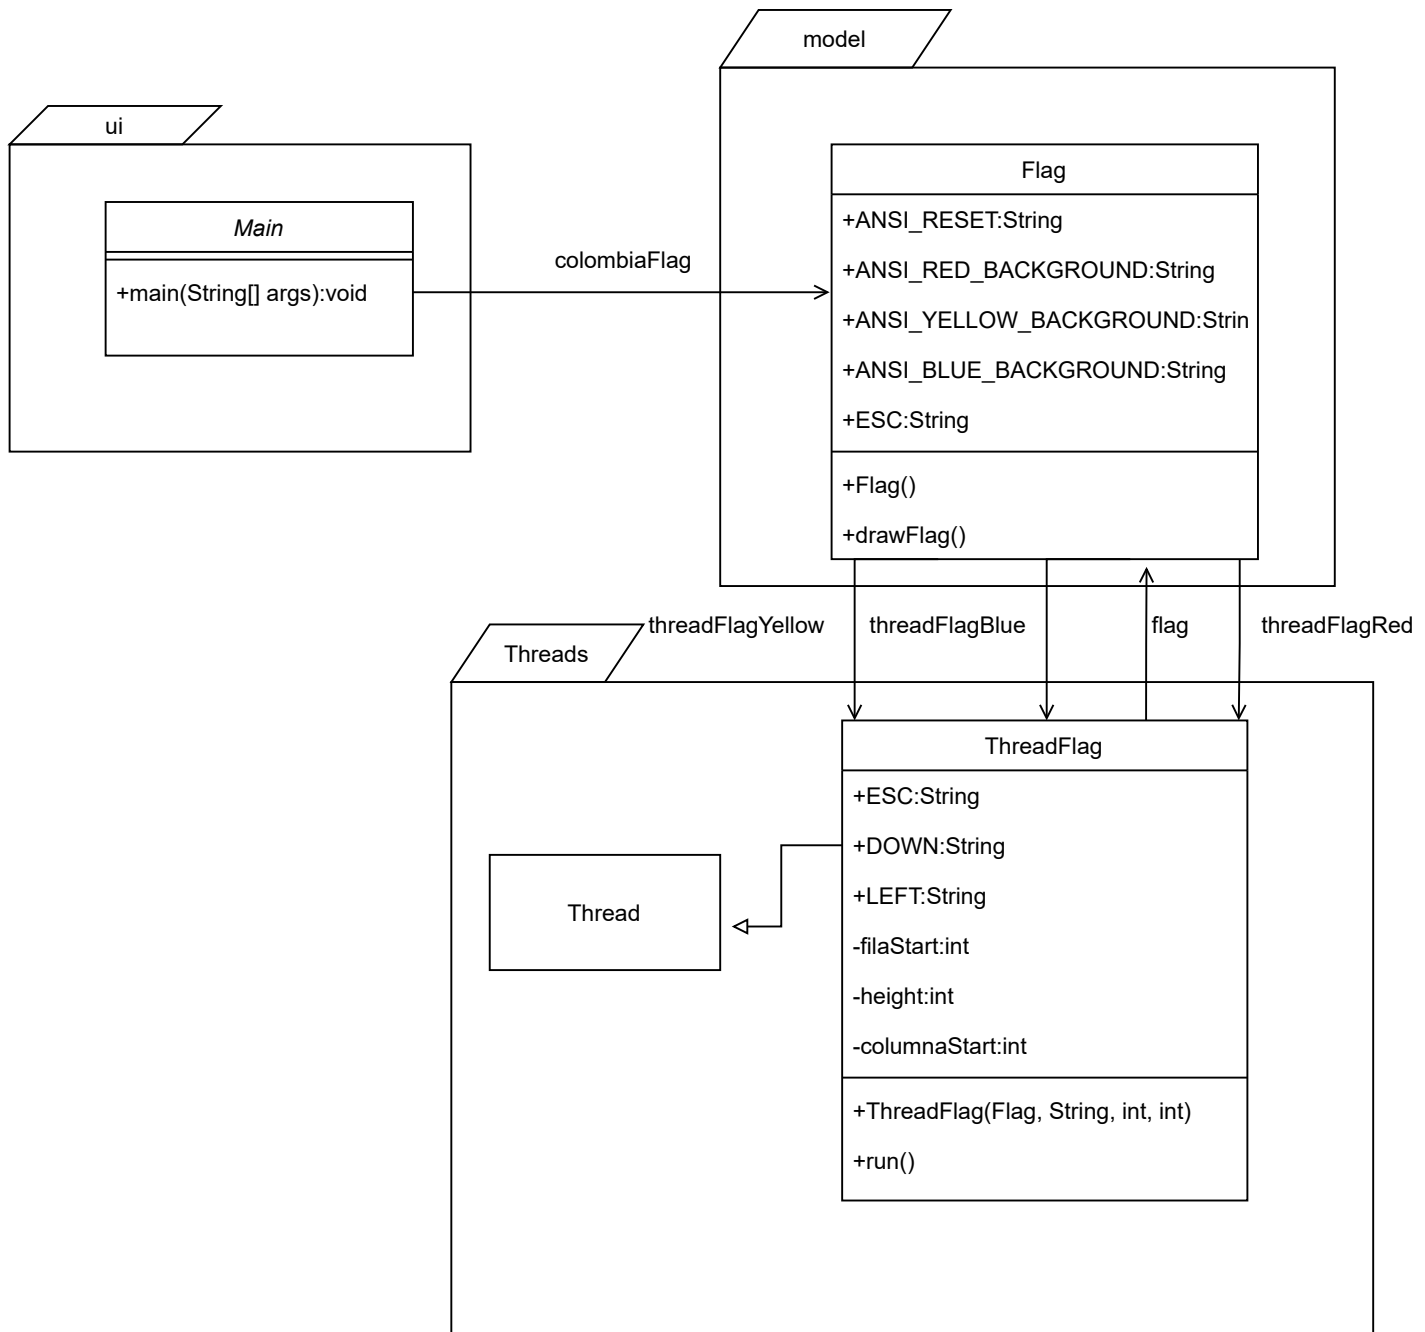 model
ui
Main
+main(String[] args):void
colombiaFlag
Flag
+ANSI_RESET:String
+ANSI_RED_BACKGROUND:String
+ANSI_YELLOW_BACKGROUND:Strin
+ANSI_BLUE_BACKGROUND:String
+ESC:String
+Flag()
+drawFlag()
threadFlagYellow
threadFlagBlue
flag
threadFlagRed
Threads
Thread
ThreadFlag
+ESC:String
+DOWN:String
+LEFT:String
-filaStart:int
-height:int
-columnaStart:int
+ThreadFlag(Flag, String, int, int)
+run()